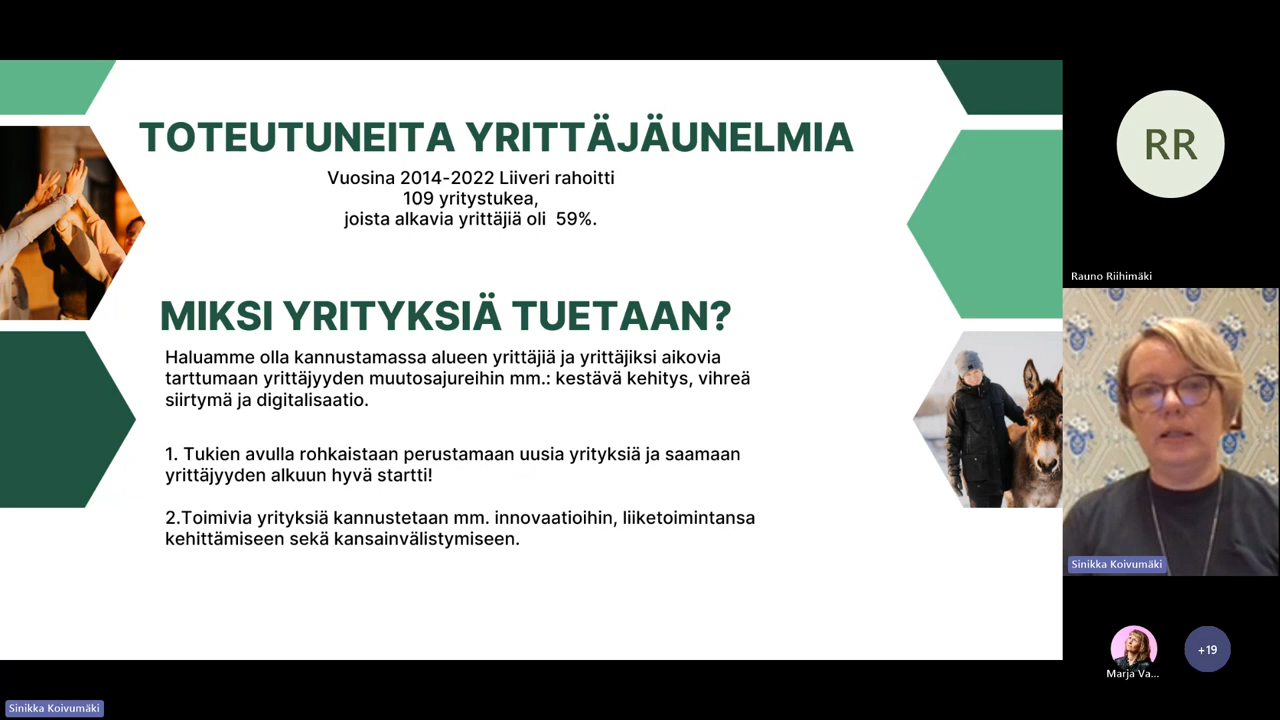 TOTEUTUNEITA YRITTÄJÄUNELMIA
Vuosina 2014-2022 Liiveri rahoitti
109 yritystukea,
joista alkavia yrittäjiä oli 59%.
MIKSI YRITYKSIÄ TUETAAN?
Haluamme olla kannustamassa alueen yrittäjiä ja yrittäjiksi aikovia
tarttumaan yrittäjyyden muutosajureihin mm.: kestävä kehitys, vihreä
siirtymä ja digitalisaatio.
1. Tukien avulla rohkaistaan perustamaan uusia yrityksiä ja saamaan
yrittäjyyden alkuun hyvä startti!
2.Toimivia yrityksiä kannustetaan mm. innovaatioihin, liiketoimintansa
kehittämiseen sekä kansainvälistymiseen.
RR
Rauno Riihimäki
Sinikka Koivumäki
Marja Va...
+19
Sinikka Koivumäki